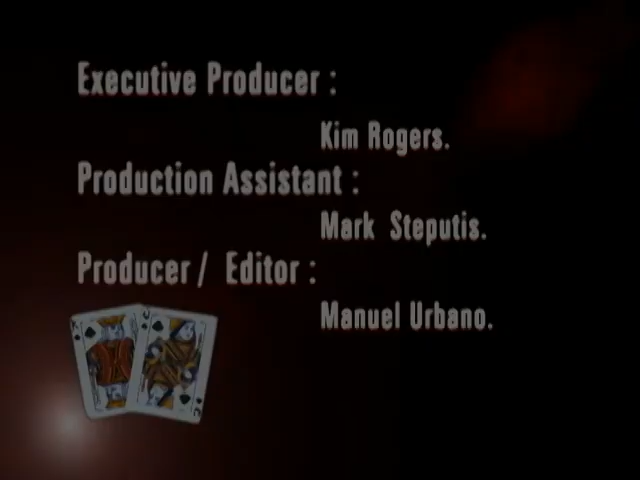 Executive Producer :
Kim Rogers.
Production Assistant :
Mark Steputis.
Producer / Editor :
Manuel Urbano.